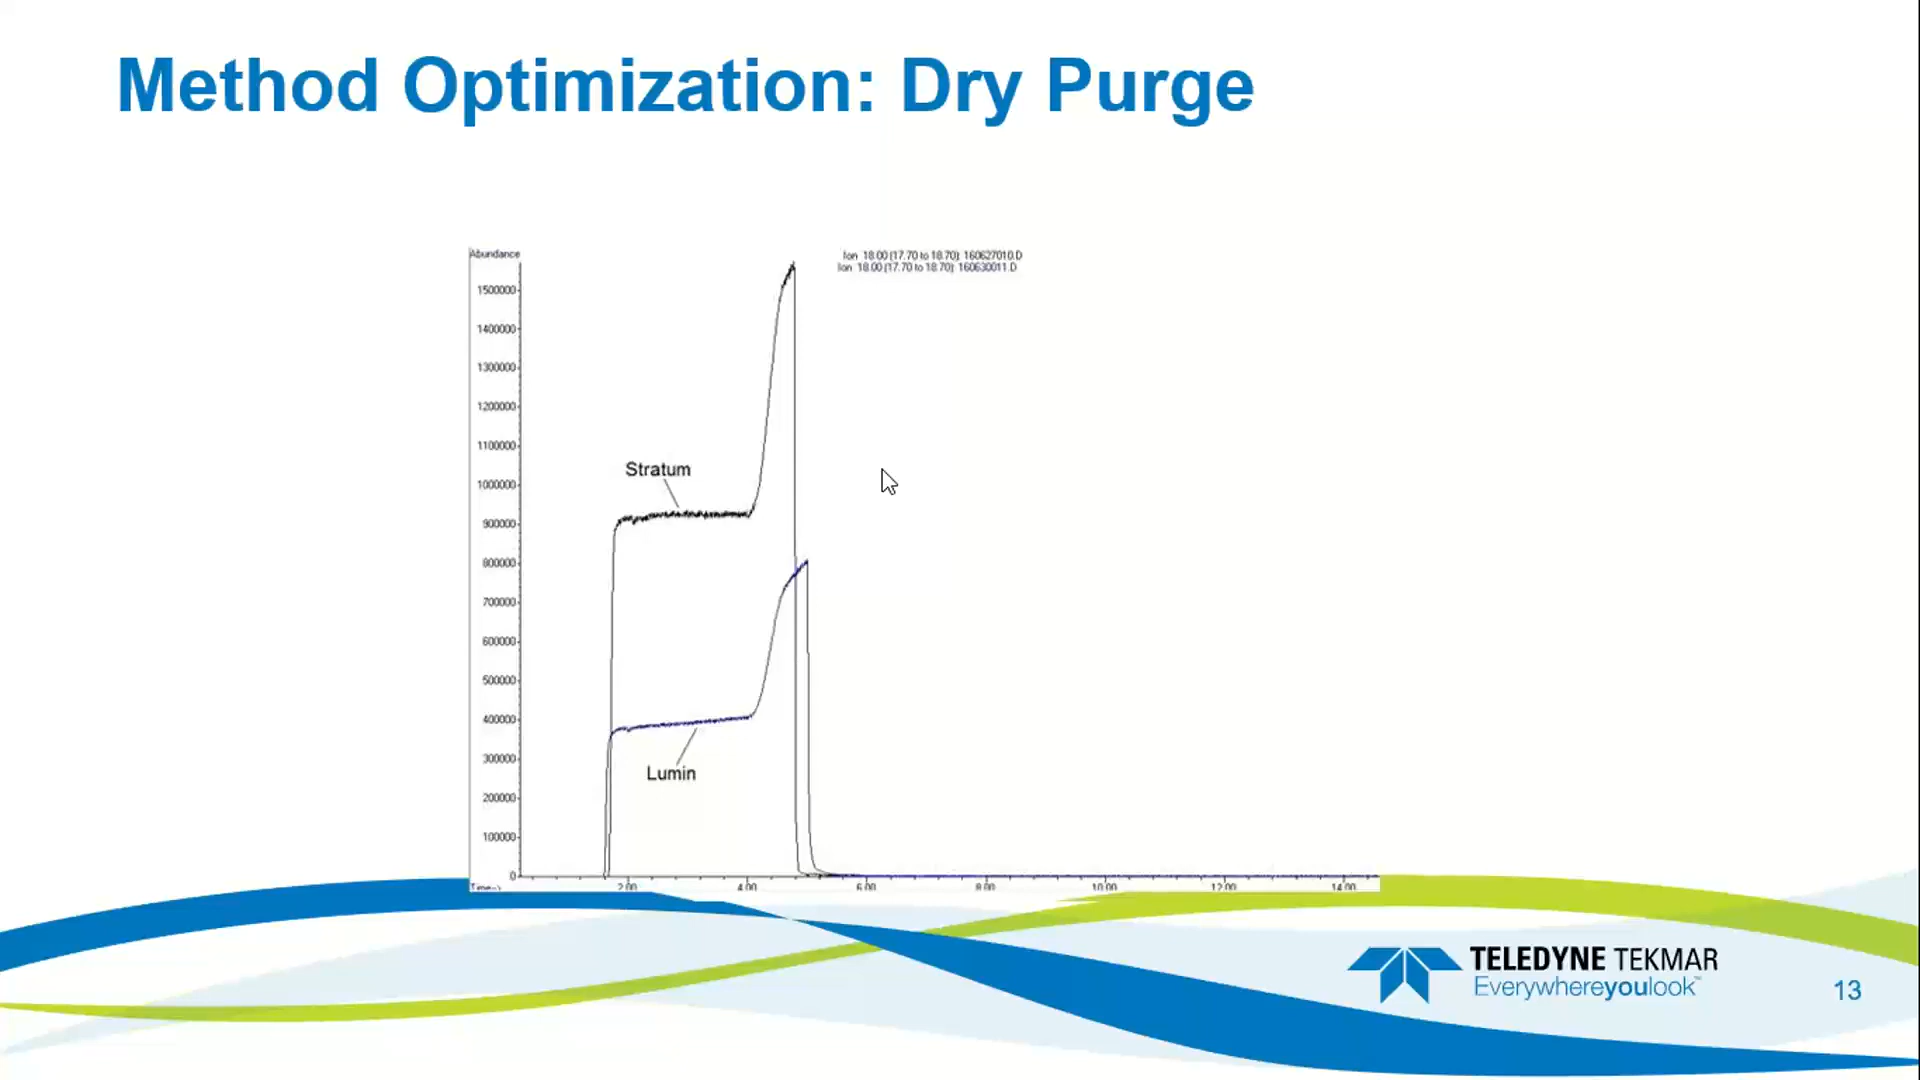 Method Optimization: Dry Purge
Abundance
Ion 18.00 (17.70 to 18.70): 160627010.D
Ion 18.00 (17.70 to 18.70): 160630011.D
1500000
1400000
1300000
1200000
1100000
Stratum
1000000
900000
800000
700000
600000
500000
400000
300000
Lumin
200000
100000
0
2.00 4.00 6.00 8.00 10.00 12.00 14.00
TELEDYNE TEKMAR
Everywhereyoulook™
13